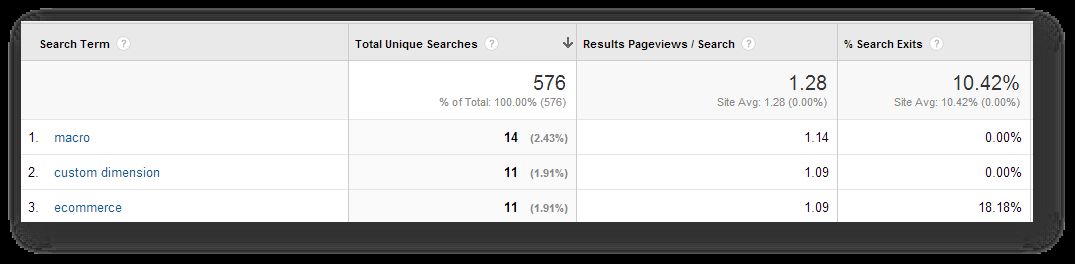 Search Term ? Total Unique Searches ? Results Pageviews / Search ? % Search Exits ?
576 1.28 10.42%
% of Total: 100.00% (576) Site Avg: 1.28 (0.00%) Site Avg: 10.42% (0.00%)
1. macro 14 (2.43%) 1.14 0.00%
2. custom dimension 11 (1.91%) 1.09 0.00%
3. ecommerce 11 (1.91%) 1.09 18.18%